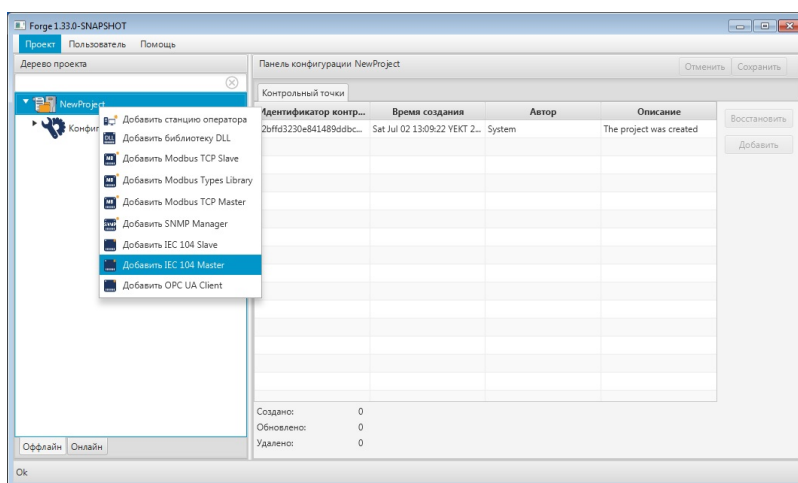 Forge 1.33.0-SNAPSHOT
Проект Пользователь Помощь
Дерево проекта
Панель конфигурации NewProject
Отменить Сохранить
NewProject
Конфиг
Добавить станцию оператора
Добавить библиотеку DLL
Добавить Modbus TCP Slave
Добавить Modbus Types Library
Добавить Modbus TCP Master
Добавить SNMP Manager
Добавить IEC 104 Slave
Добавить IEC 104 Master
Добавить OPC UA Client
Контрольный точки
Идентификатор контр... Время создания Автор Описание
2bffd3230e841489ddbc... Sat Jul 02 13:09:22 YEKT 2... System The project was created
Восстановить
Добавить
Создано: 0
Обновлено: 0
Удалено: 0
Оффлайн Онлайн
Ok